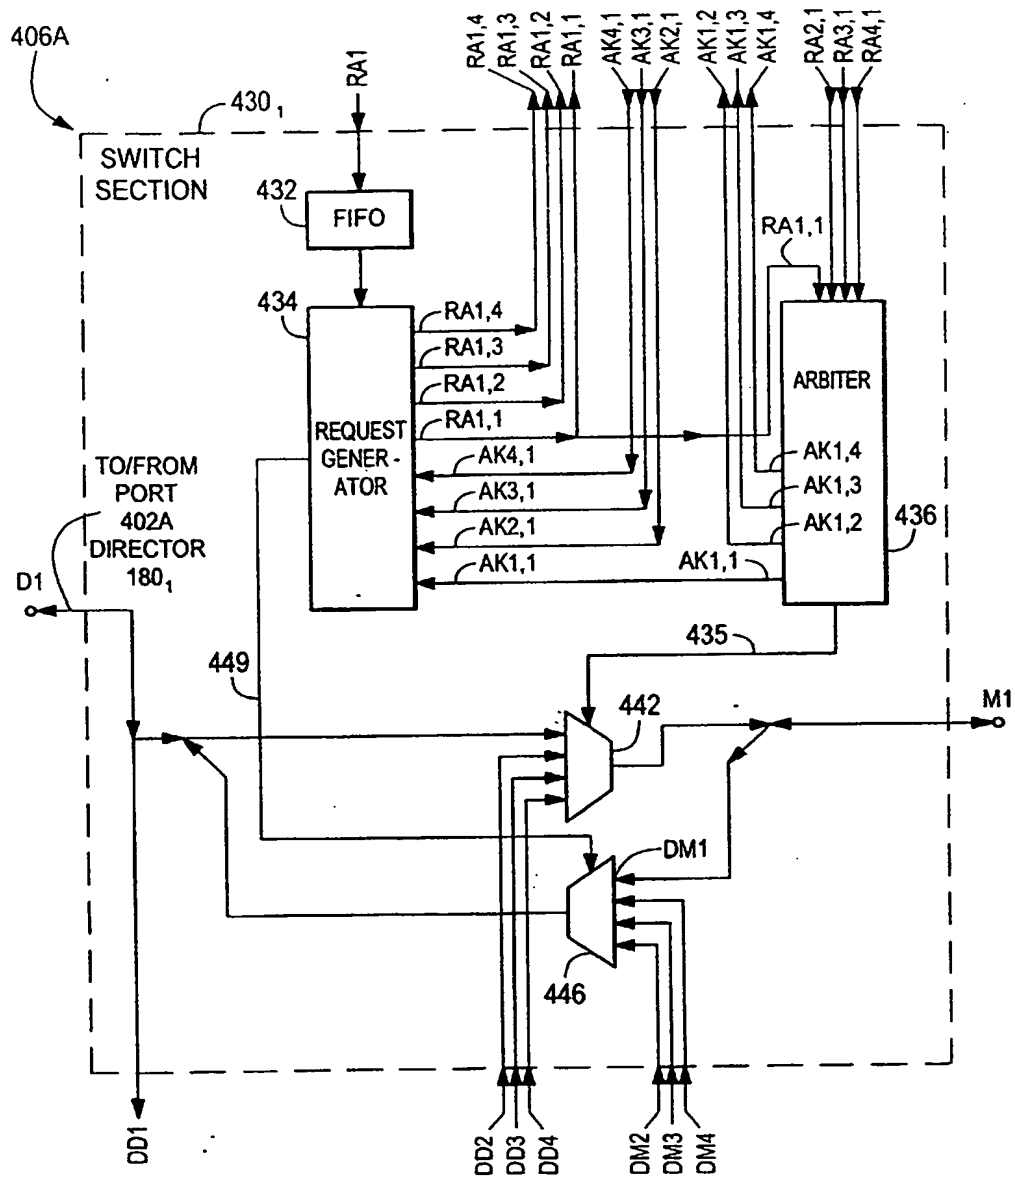 406A
RA1
RA1,4
RA1,3
RA1,2
RA1,1
AK4,1
AK3,1
AK2,1
AK1,2
AK1,3
AK1,4
RA2,1
RA3,1
RA4,1
430₁
SWITCH
SECTION
432
FIFO
RA1,1
434
RA1,4
RA1,3
RA1,2
RA1,1
REQUEST
GENER-
ATOR
AK4,1
AK3,1
AK2,1
AK1,1
ARBITER
AK1,4
AK1,3
AK1,2
AK1,1
436
TO/FROM
PORT
402A
DIRECTOR
180₁
D1
435
449
442
M1
DM1
446
DD1
DD2
DD3
DD4
DM2
DM3
DM4